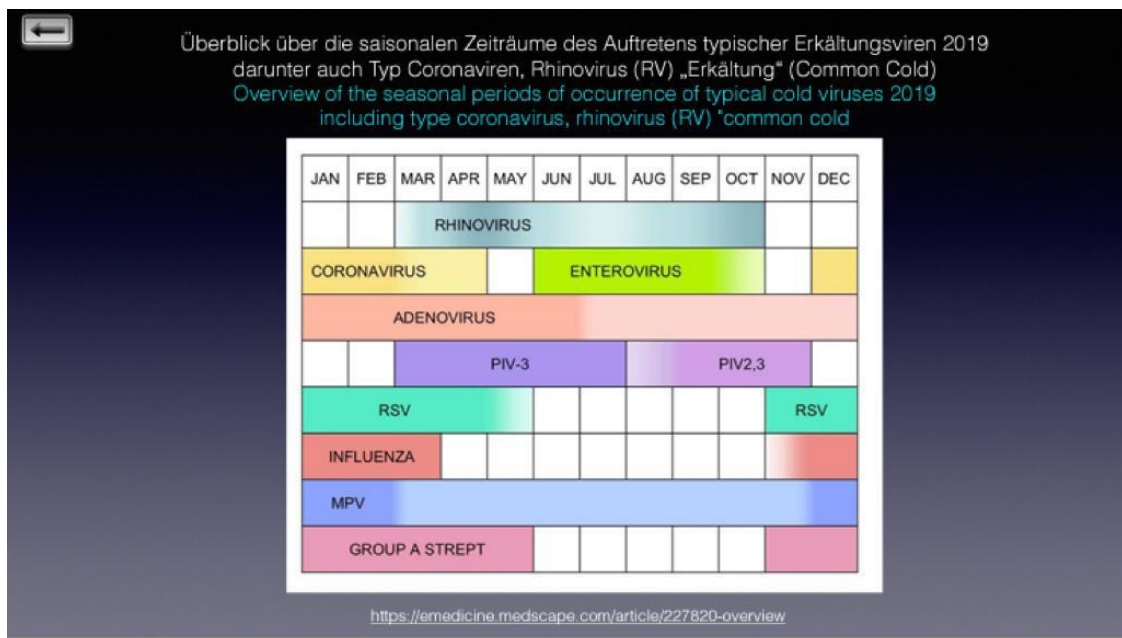 Überblick über die saisonalen Zeiträume des Auftretens typischer Erkältungsviren 2019
darunter auch Typ Coronaviren, Rhinovirus (RV) „Erkältung“ (Common Cold)
Overview of the seasonal periods of occurrence of typical cold viruses 2019
including type coronavirus, rhinovirus (RV) "common cold
JAN FEB MAR APR MAY JUN JUL AUG SEP OCT NOV DEC
RHINOVIRUS
CORONAVIRUS ENTEROVIRUS
ADENOVIRUS
PIV-3 PIV2,3
RSV RSV
INFLUENZA
MPV
GROUP A STREPT
https://emedicine.medscape.com/article/227820-overview